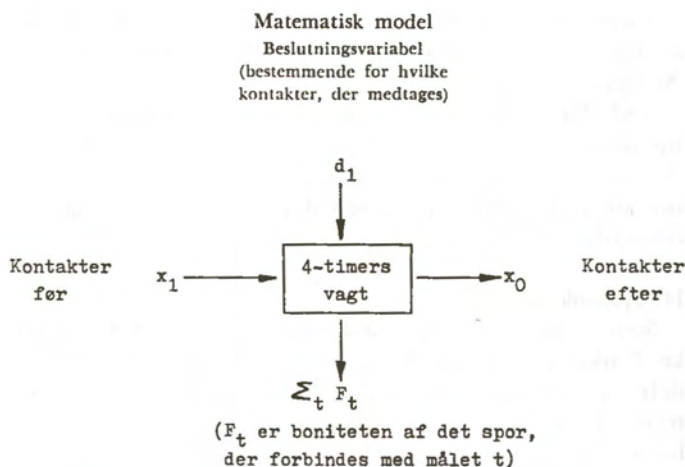 Matematisk model
Beslutningsvariabel
(bestemmende for hvilke
kontakter, der medtages)
d₁
Kontakter
før
x₁
4-timers
vagt
x₀
Kontakter
efter
Σₜ Fₜ
(Fₜ er boniteten af det spor,
der forbindes med målet t)